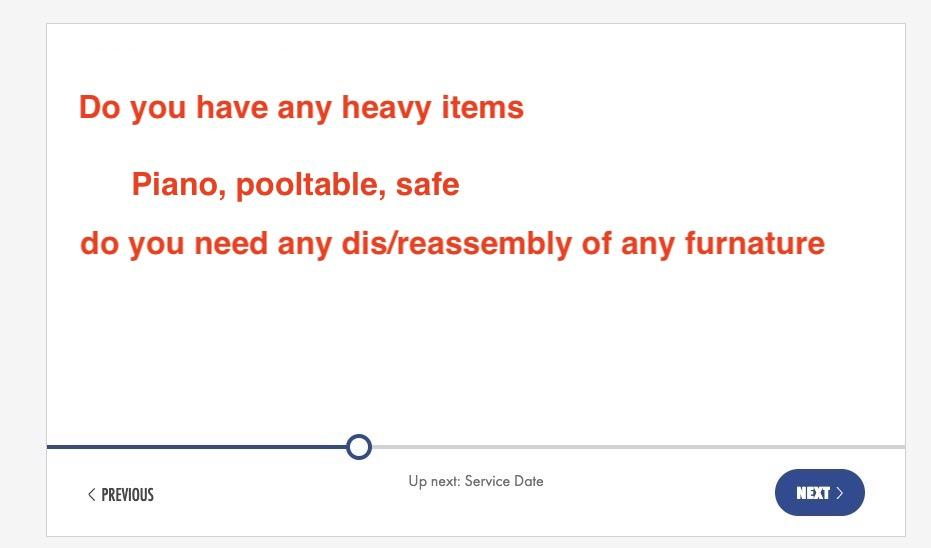 Do you have any heavy items
Piano, pooltable, safe
do you need any dis/reassembly of any furnature
Up next: Service Date
< PREVIOUS
NEXT >